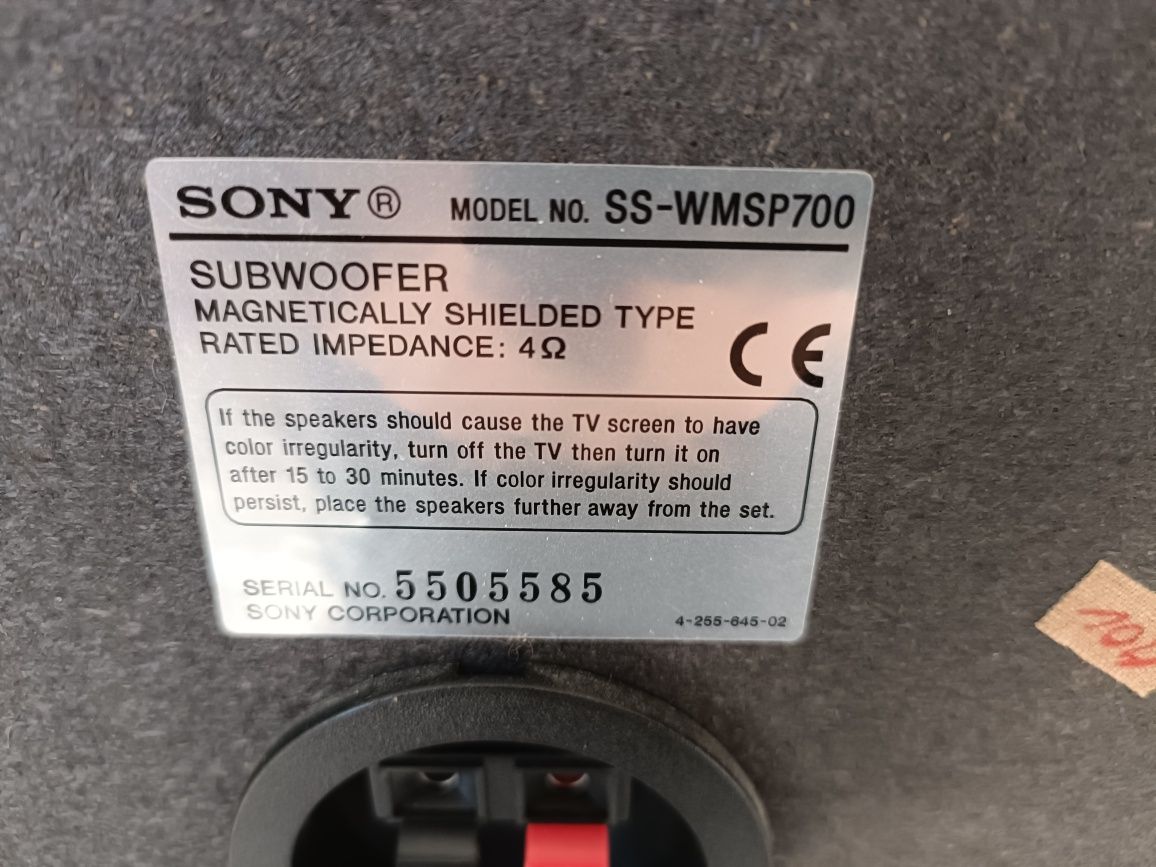 SONY® MODEL NO. SS-WMSP700
SUBWOOFER
MAGNETICALLY SHIELDED TYPE
RATED IMPEDANCE: 4Ω
CE
If the speakers should cause the TV screen to have
color irregularity, turn off the TV then turn it on
after 15 to 30 minutes. If color irregularity should
persist, place the speakers further away from the set.
SERIAL NO. 5505585
SONY CORPORATION
4-255-645-02